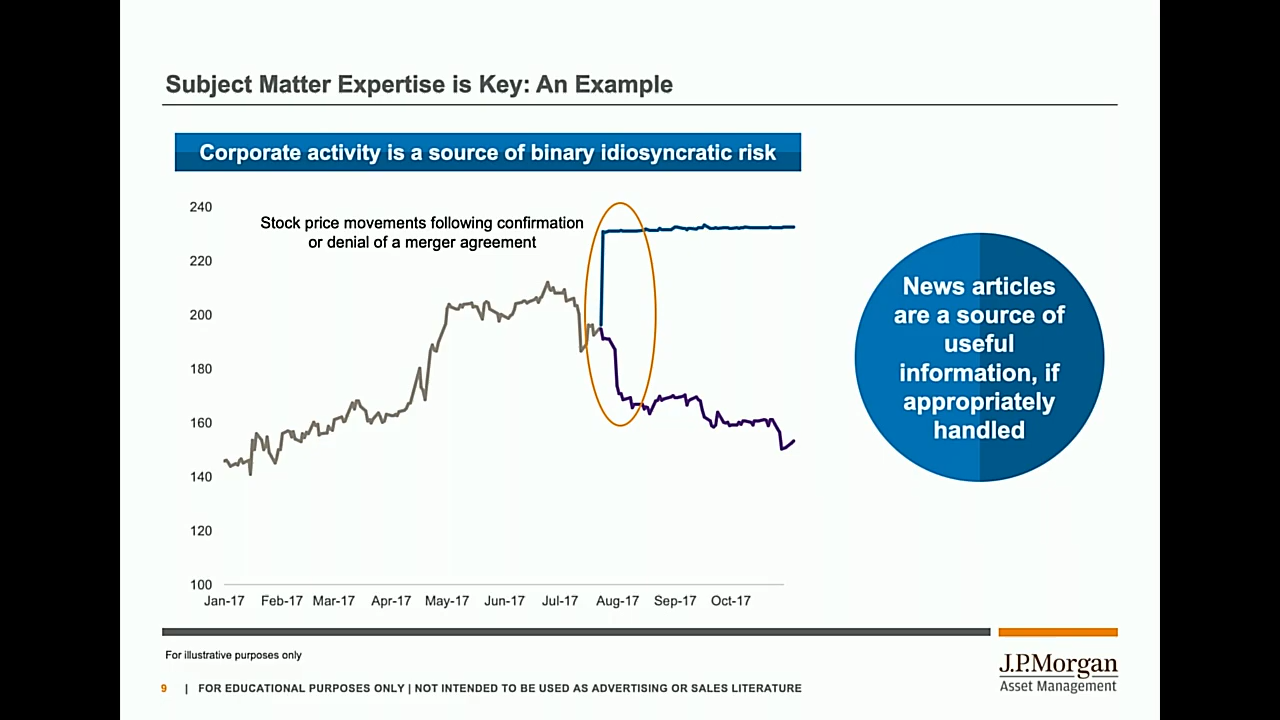 Subject Matter Expertise is Key: An Example
Corporate activity is a source of binary idiosyncratic risk
240
Stock price movements following confirmation
or denial of a merger agreement
220
200
180
160
140
120
100
Jan-17 Feb-17 Mar-17 Apr-17 May-17 Jun-17 Jul-17 Aug-17 Sep-17 Oct-17
News articles
are a source of
useful
information, if
appropriately
handled
For illustrative purposes only
9 | FOR EDUCATIONAL PURPOSES ONLY | NOT INTENDED TO BE USED AS ADVERTISING OR SALES LITERATURE
J.P.Morgan
Asset Management